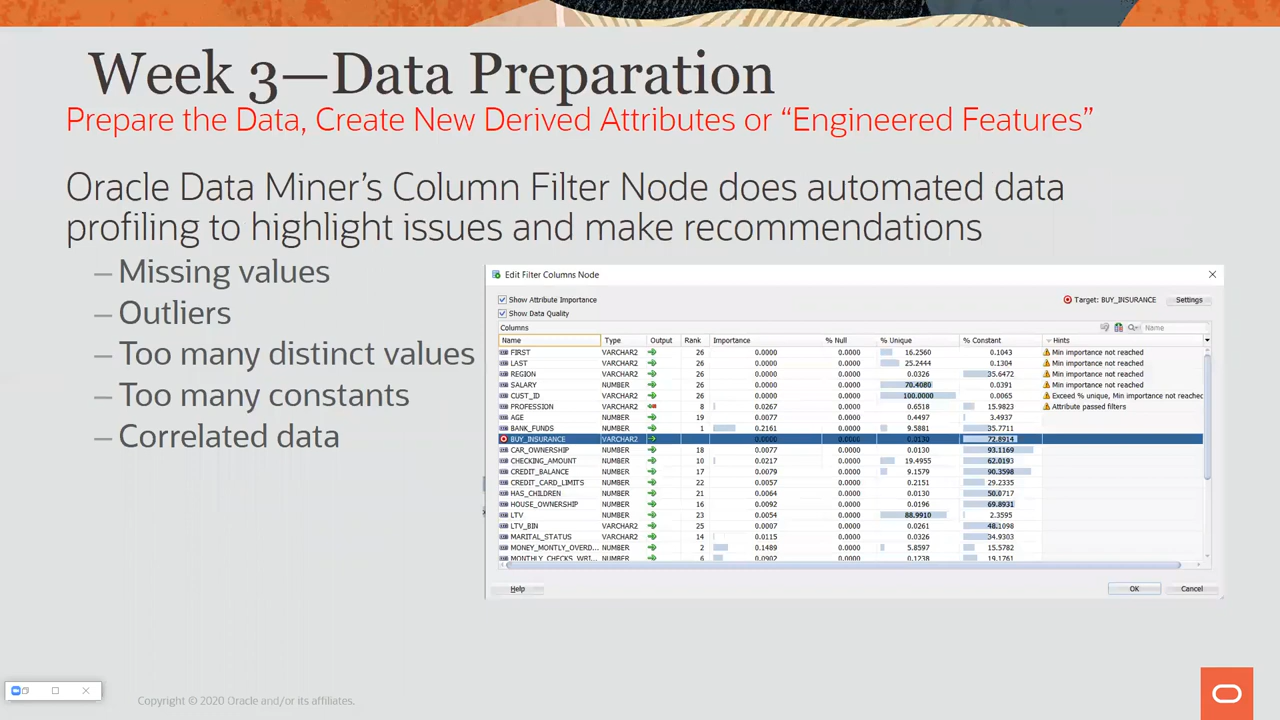 Week 3—Data Preparation
Prepare the Data, Create New Derived Attributes or “Engineered Features”
Oracle Data Miner’s Column Filter Node does automated data
profiling to highlight issues and make recommendations
– Missing values
– Outliers
– Too many distinct values
– Too many constants
– Correlated data
Edit Filter Columns Node
Show Attribute Importance Target: BUY_INSURANCE Settings
Show Data Quality
Columns Name
Name Type Output Rank Importance % Null % Unique % Constant Hints
FIRST VARCHAR2 26 0.0000 0.0000 16.2560 0.1043 Min importance not reached
LAST VARCHAR2 26 0.0000 0.0000 25.2444 0.1304 Min importance not reached
REGION VARCHAR2 26 0.0000 0.0000 0.0326 35.6472 Min importance not reached
SALARY NUMBER 26 0.0000 0.0000 70.4080 0.0391 Min importance not reached
CUST_ID VARCHAR2 26 0.0000 0.0000 100.0000 0.0065 Exceed % unique, Min importance not reached
PROFESSION VARCHAR2 8 0.0267 0.0000 0.6518 15.9823 Attribute passed filters
AGE NUMBER 19 0.0077 0.0000 0.4497 3.4937
BANK_FUNDS NUMBER 1 0.2161 0.0000 9.5881 35.7711
BUY_INSURANCE VARCHAR2 0.0000 0.0000 0.0130 72.8914
CAR_OWNERSHIP NUMBER 18 0.0077 0.0000 0.0130 93.1169
CHECKING_AMOUNT NUMBER 10 0.0217 0.0000 19.4955 62.0193
CREDIT_BALANCE NUMBER 17 0.0079 0.0000 9.1579 90.3598
CREDIT_CARD_LIMITS NUMBER 22 0.0057 0.0000 0.2151 29.2335
HAS_CHILDREN NUMBER 21 0.0064 0.0000 0.0130 50.0717
HOUSE_OWNERSHIP NUMBER 16 0.0092 0.0000 0.0196 69.8931
LTV NUMBER 23 0.0054 0.0000 88.9910 2.3595
LTV_BIN VARCHAR2 25 0.0007 0.0000 0.0261 48.1098
MARITAL_STATUS VARCHAR2 14 0.0115 0.0000 0.0326 34.9303
MONEY_MONTLY_OVERD... NUMBER 2 0.1489 0.0000 5.8597 15.5782
MONTHLY_CHECKS_WRI... NUMBER 6 0.0902 0.0000 0.1238 19.1761
Help OK Cancel
Copyright © 2020 Oracle and/or its affiliates.